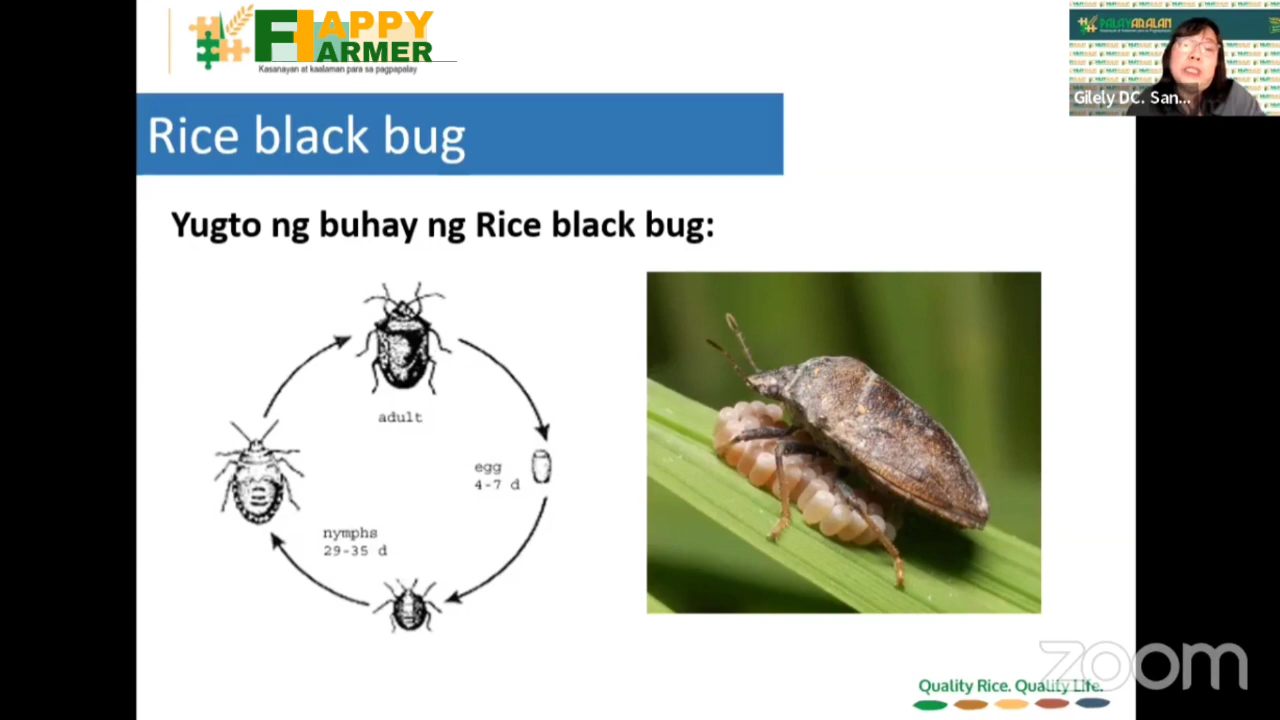 HAPPY
FARMER
Kasanayan at kaalaman para sa pagpapalay
PALAYARALAN
Gilely DC. San...
Rice black bug
Yugto ng buhay ng Rice black bug:
adult
egg
4-7 d
nymphs
29-35 d
Quality Rice. Quality Life.
zoom